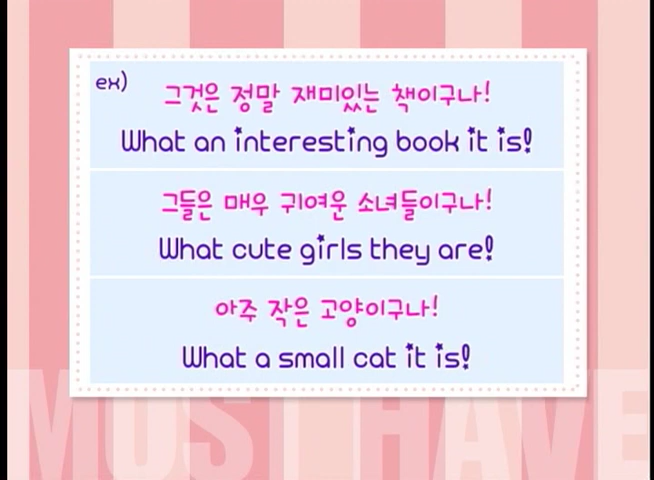 ex) 그것은 정말 재미있는 책이구나!
What an interesting book it is!
그들은 매우 귀여운 소녀들이구나!
What cute girls they are!
아주 작은 고양이구나!
What a small cat it is!
MUST HAVE